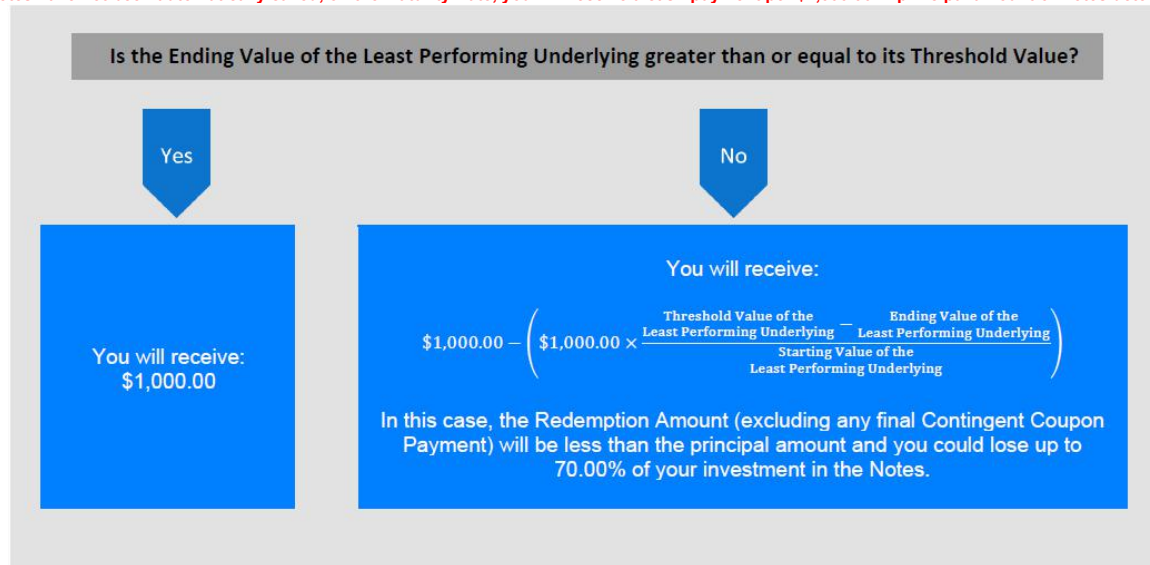 Is the Ending Value of the Least Performing Underlying greater than or equal to its Threshold Value?
Yes
No
You will receive:
$1,000.00
You will receive:
$1,000.00 − ($1,000.00 × (Threshold Value of the Least Performing Underlying − Ending Value of the Least Performing Underlying) / Starting Value of the Least Performing Underlying)
In this case, the Redemption Amount (excluding any final Contingent Coupon
Payment) will be less than the principal amount and you could lose up to
70.00% of your investment in the Notes.